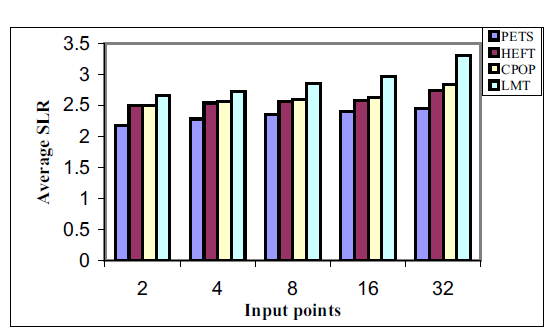 PETS
HEFT
CPOP
LMT
3.5
3
2.5
2
1.5
1
0.5
0
Average SLR
2 4 8 16 32
Input points